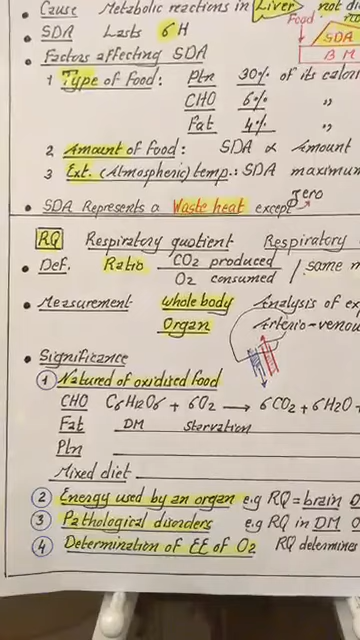 • Cause Metabolic reactions in Liver not di
• SDA Lasts 6 H
Food
SDA
B M
• Factors affecting SDA
1 Type of Food: Ptn 30% of its calori
CHO 6% "
Fat 4% "
2 Amount of food: SDA ∝ Amount
3 Ext. (Atmospheric) temp.: SDA maximum
zero
• SDA Represents a Waste heat except
RQ Respiratory quotient Respiratory
• Def. Ratio CO2 produced / same m
O2 consumed
• Measurement whole body Analysis of ex
Organ Arterio-venou
• Significance
1 Natured of oxidised food
CHO C6H12O6 + 6O2 → 6CO2 + 6H2O +
Fat DM starvation
Ptn
Mixed diet
2 Energy used by an organ e.g RQ = brain
3 Pathological disorders e.g RQ in DM
4 Determination of EE of O2 RQ determines